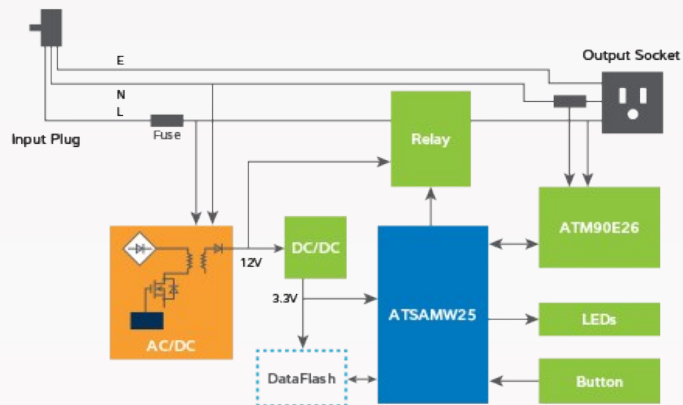 E
Output Socket
N
L
Input Plug
Fuse
Relay
ATM90E26
DC/DC
12V
3.3V
ATSAMW25
LEDs
AC/DC
DataFlash
Button